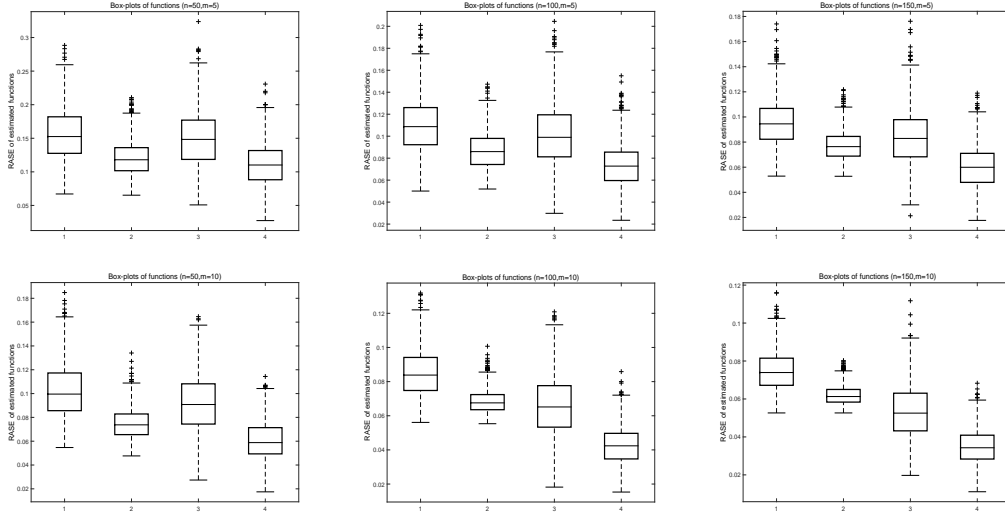 Box-plots of functions (n=50,m=5)
RASE of estimated functions
0.3
0.25
0.2
0.15
0.1
0.05
1 2 3 4
Box-plots of functions (n=100,m=5)
RASE of estimated functions
0.2
0.18
0.16
0.14
0.12
0.1
0.08
0.06
0.04
0.02
1 2 3 4
Box-plots of functions (n=150,m=5)
RASE of estimated functions
0.18
0.16
0.14
0.12
0.1
0.08
0.06
0.04
0.02
1 2 3 4
Box-plots of functions (n=50,m=10)
RASE of estimated functions
0.18
0.16
0.14
0.12
0.1
0.08
0.06
0.04
0.02
1 2 3 4
Box-plots of functions (n=100,m=10)
RASE of estimated functions
0.12
0.1
0.08
0.06
0.04
0.02
1 2 3 4
Box-plots of functions (n=150,m=10)
RASE of estimated functions
0.12
0.1
0.08
0.06
0.04
0.02
1 2 3 4